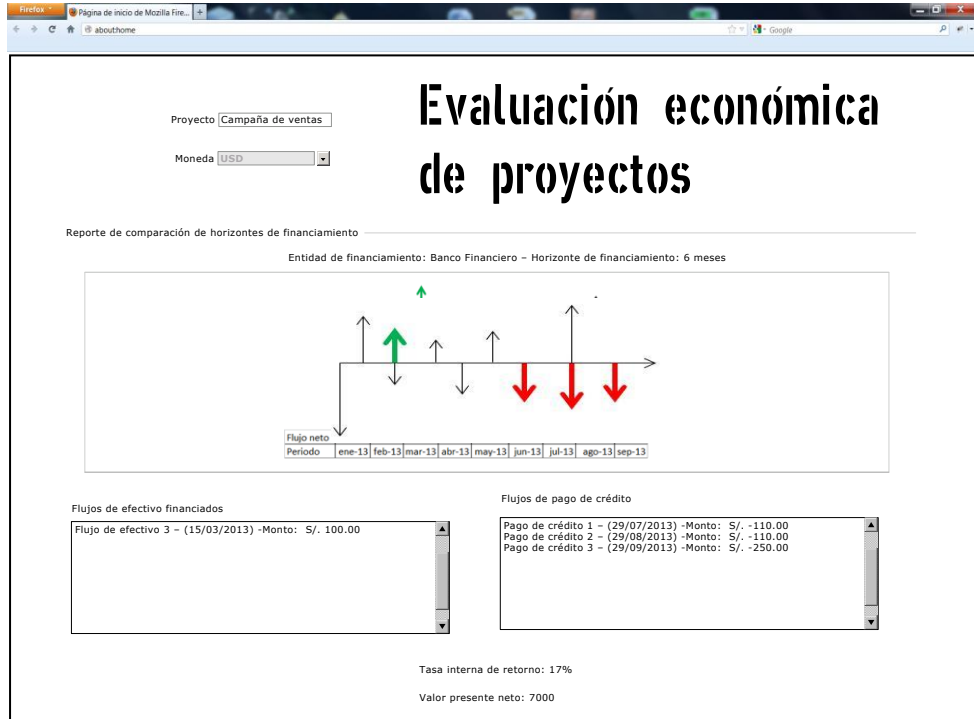 Firefox
Página de inicio de Mozilla Fire...
about:home
Google
Evaluación económica
de proyectos
Proyecto Campaña de ventas
Moneda USD
Reporte de comparación de horizontes de financiamiento
Entidad de financiamiento: Banco Financiero – Horizonte de financiamiento: 6 meses
Flujo neto
Periodo ene-13 feb-13 mar-13 abr-13 may-13 jun-13 jul-13 ago-13 sep-13
Flujos de efectivo financiados
Flujo de efectivo 3 – (15/03/2013) -Monto: S/. 100.00
Flujos de pago de crédito
Pago de crédito 1 – (29/07/2013) -Monto: S/. -110.00
Pago de crédito 2 – (29/08/2013) -Monto: S/. -110.00
Pago de crédito 3 – (29/09/2013) -Monto: S/. -250.00
Tasa interna de retorno: 17%
Valor presente neto: 7000